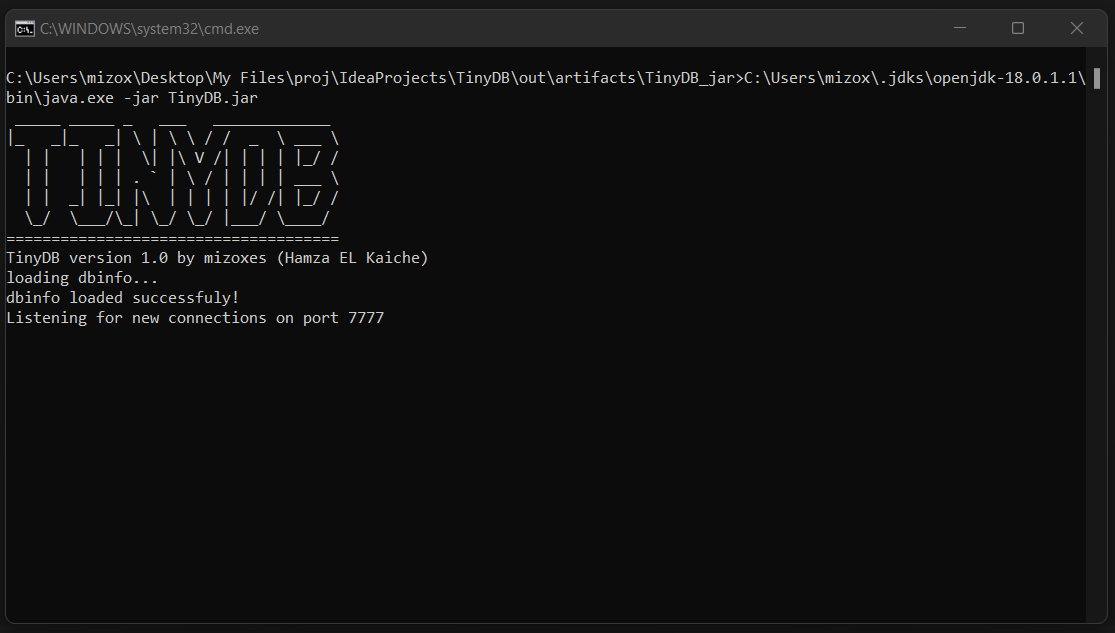 C:\WINDOWS\system32\cmd.exe
C:\Users\mizox\Desktop\My Files\proj\IdeaProjects\TinyDB\out\artifacts\TinyDB_jar>C:\Users\mizox\.jdks\openjdk-18.0.1.1\
bin\java.exe -jar TinyDB.jar
TINYDB
=====================================
TinyDB version 1.0 by mizoxes (Hamza EL Kaiche)
loading dbinfo...
dbinfo loaded successfuly!
Listening for new connections on port 7777